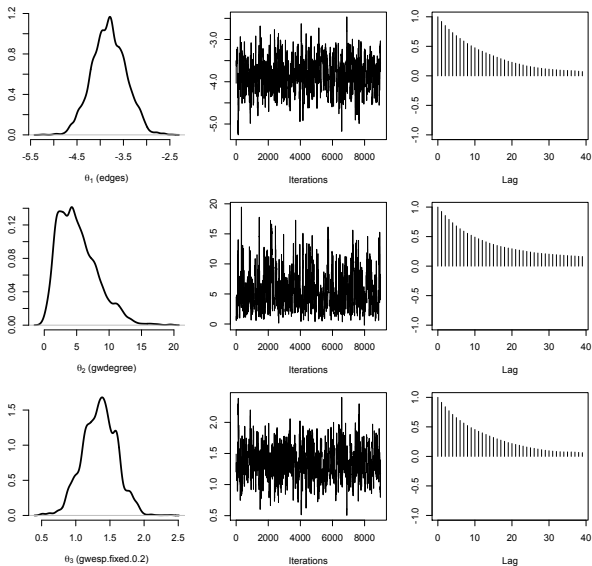 0.0 0.4 0.8 1.2
-5.5 -4.5 -3.5 -2.5
θ1 (edges)
-5.0 -4.0 -3.0
0 2000 4000 6000 8000
Iterations
-1.0 -0.5 0.0 0.5 1.0
0 10 20 30 40
Lag
0.00 0.04 0.08 0.12
0 5 10 15 20
θ2 (gwdegree)
0 5 10 15 20
0 2000 4000 6000 8000
Iterations
-1.0 -0.5 0.0 0.5 1.0
0 10 20 30 40
Lag
0.0 0.5 1.0 1.5
0.5 1.0 1.5 2.0 2.5
θ3 (gwesp.fixed.0.2)
0.5 1.0 1.5 2.0
0 2000 4000 6000 8000
Iterations
-1.0 -0.5 0.0 0.5 1.0
0 10 20 30 40
Lag